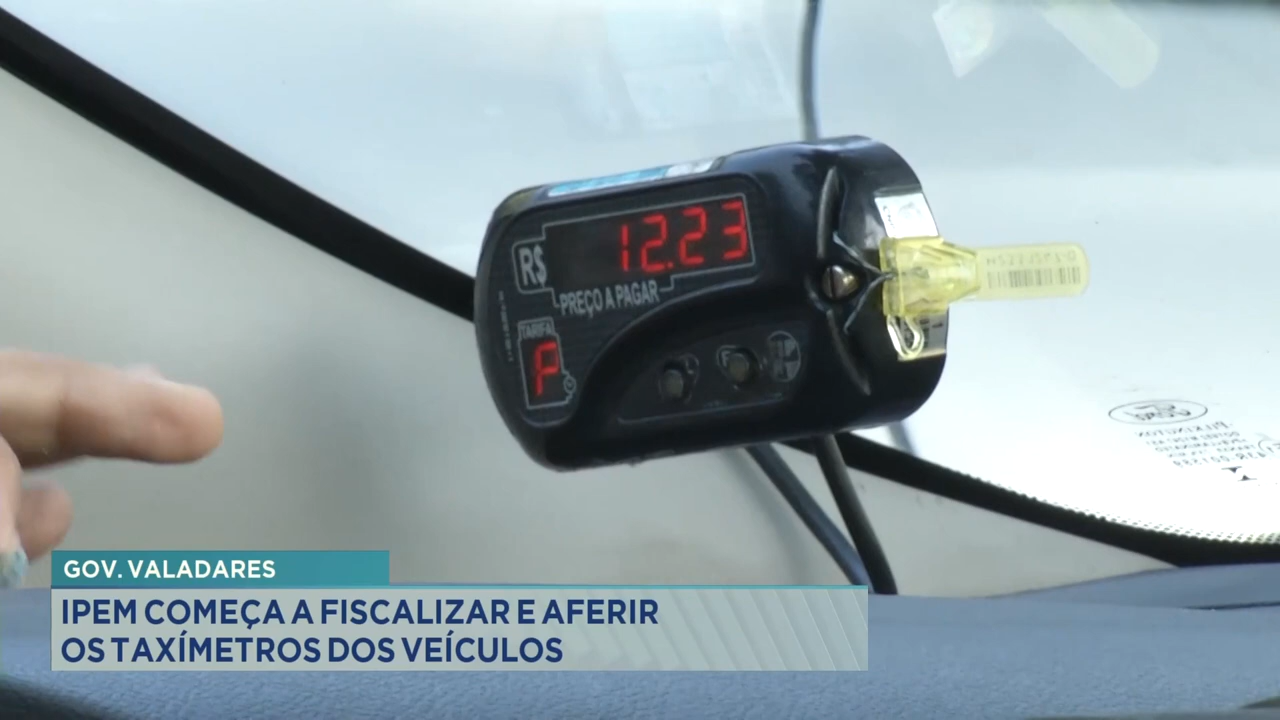 12.23
R$
PREÇO A PAGAR
TARIFA
P
GOV. VALADARES
IPEM COMEÇA A FISCALIZAR E AFERIR
OS TAXÍMETROS DOS VEÍCULOS